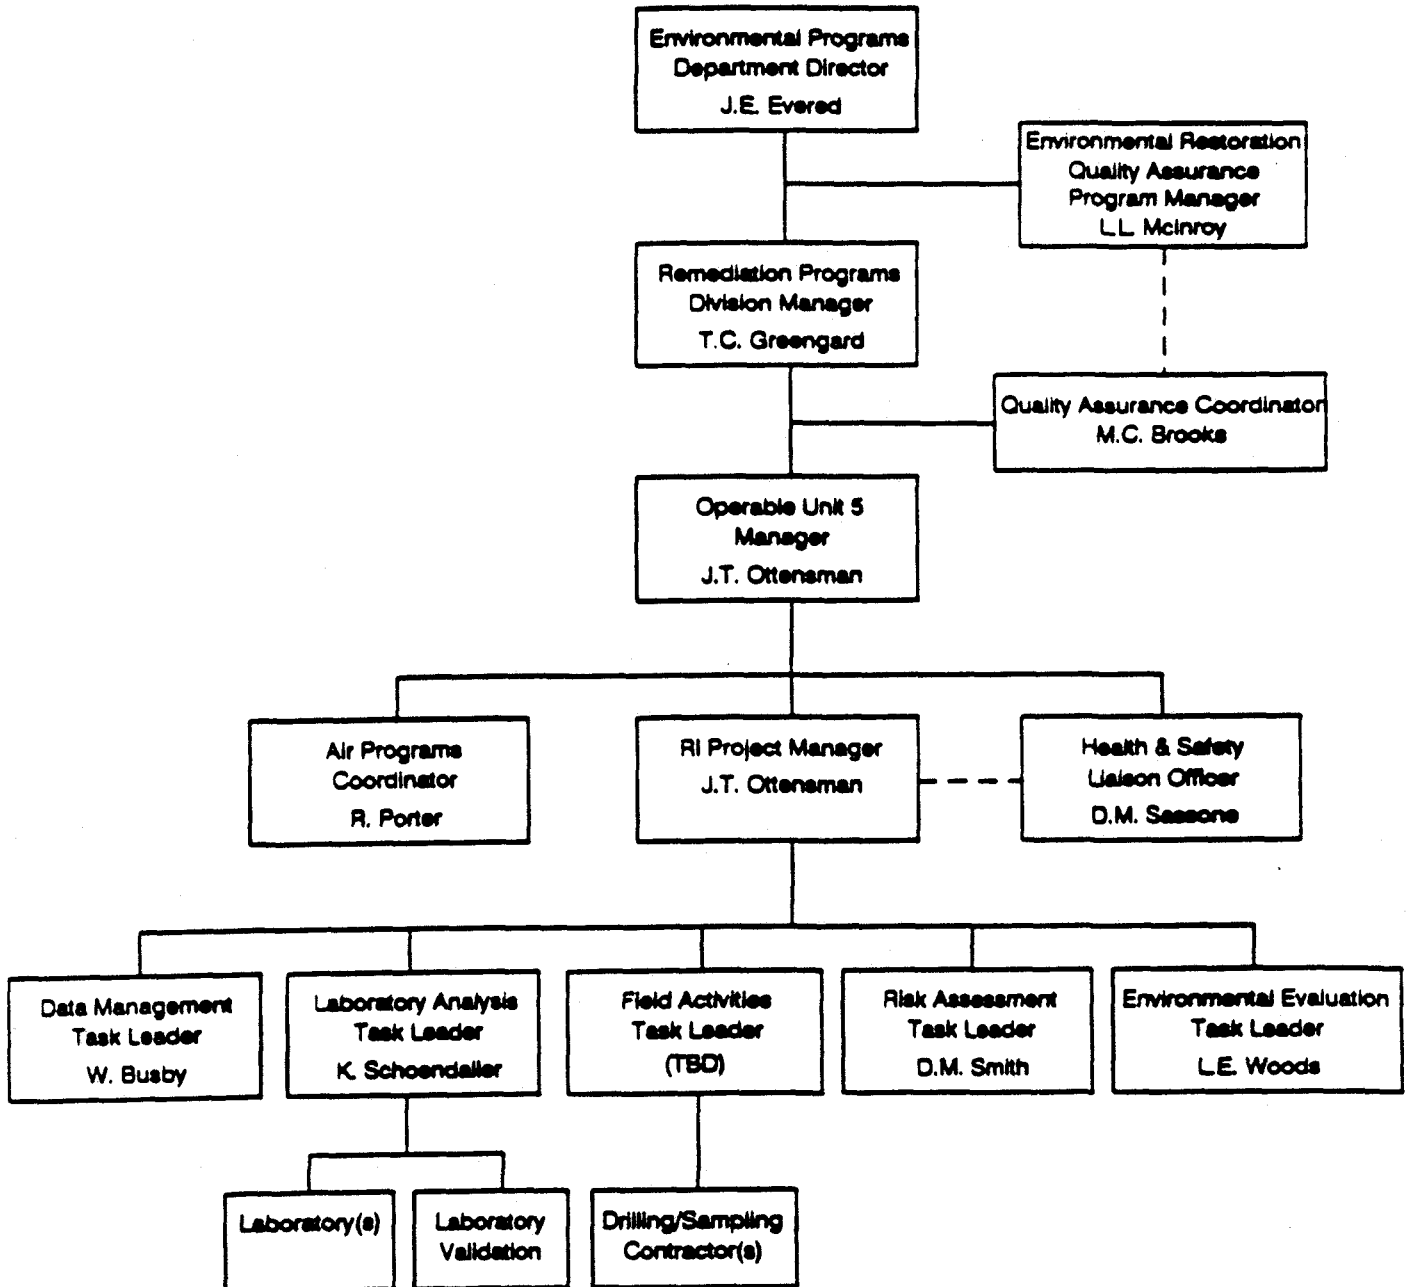 Environmental Programs
Department Director
J.E. Evered
Environmental Restoration
Quality Assurance
Program Manager
L.L. McInroy
Remediation Programs
Division Manager
T.C. Greengard
Quality Assurance Coordinator
M.C. Brooks
Operable Unit 5
Manager
J.T. Ottensman
Air Programs
Coordinator
R. Porter
RI Project Manager
J.T. Ottensman
Health & Safety
Liaison Officer
D.M. Sassone
Data Management
Task Leader
W. Busby
Laboratory Analysis
Task Leader
K. Schoendaller
Field Activities
Task Leader
(TBD)
Risk Assessment
Task Leader
D.M. Smith
Environmental Evaluation
Task Leader
L.E. Woods
Laboratory(s)
Laboratory
Validation
Drilling/Sampling
Contractor(s)